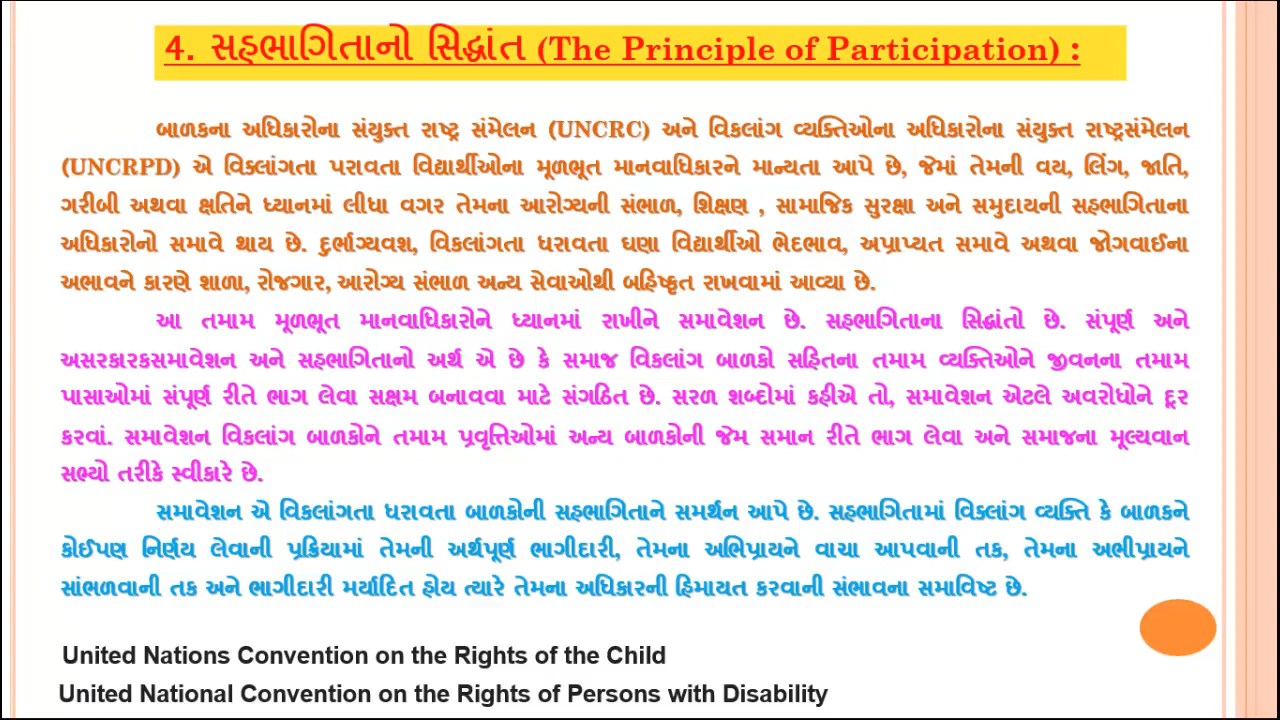 4. સહભાગિતાનો સિદ્ધાંત (The Principle of Participation) :
બાળકના અધિકારોના સંયુક્ત રાષ્ટ્ર સંમેલન (UNCRC) અને વિકલાંગ વ્યક્તિઓના અધિકારોના સંયુક્ત રાષ્ટ્રસંમેલન
(UNCRPD) એ વિક્લાંગતા પરાવતા વિદ્યાર્થીઓના મૂળભૂત માનવાધિકારને માન્યતા આપે છે, જેમાં તેમની વય, લિંગ, જાતિ,
ગરીબી અથવા ક્ષતિને ધ્યાનમાં લીધા વગર તેમના આરોગ્યની સંભાળ, શિક્ષણ , સામાજિક સુરક્ષા અને સમુદાયની સહભાગિતાના
અધિકારોનો સમાવે થાય છે. દુર્ભાગ્યવશ, વિકલાંગતા ધરાવતા ઘણા વિદ્યાર્થીઓ ભેદભાવ, અપ્રાપ્યત સમાવે અથવા જોગવાઈના
અભાવને કારણે શાળા, રોજગાર, આરોગ્ય સંભાળ અન્ય સેવાઓથી બહિષ્કૃત રાખવામાં આવ્યા છે.
આ તમામ મૂળભૂત માનવાધિકારોને ધ્યાનમાં રાખીને સમાવેશન છે. સહભાગિતાના સિદ્ધાંતો છે. સંપૂર્ણ અને
અસરકારકસમાવેશન અને સહભાગિતાનો અર્થ એ છે કે સમાજ વિકલાંગ બાળકો સહિતના તમામ વ્યક્તિઓને જીવનના તમામ
પાસાઓમાં સંપૂર્ણ રીતે ભાગ લેવા સક્ષમ બનાવવા માટે સંગઠિત છે. સરળ શબ્દોમાં કહીએ તો, સમાવેશન એટલે અવરોધોને દૂર
કરવાં. સમાવેશન વિકલાંગ બાળકોને તમામ પ્રવૃત્તિઓમાં અન્ય બાળકોની જેમ સમાન રીતે ભાગ લેવા અને સમાજના મૂલ્યવાન
સભ્યો તરીકે સ્વીકારે છે.
સમાવેશન એ વિકલાંગતા ધરાવતા બાળકોની સહભાગિતાને સમર્થન આપે છે. સહભાગિતામાં વિક્લાંગ વ્યક્તિ કે બાળકને
કોઈપણ નિર્ણય લેવાની પ્રક્રિયામાં તેમની અર્થપૂર્ણ ભાગીદારી, તેમના અભિપ્રાયને વાચા આપવાની તક, તેમના અભીપ્રાયને
સાંભળવાની તક અને ભાગીદારી મર્યાદિત હોય ત્યારે તેમના અધિકારની હિમાયત કરવાની સંભાવના સમાવિષ્ટ છે.
United Nations Convention on the Rights of the Child
United National Convention on the Rights of Persons with Disability